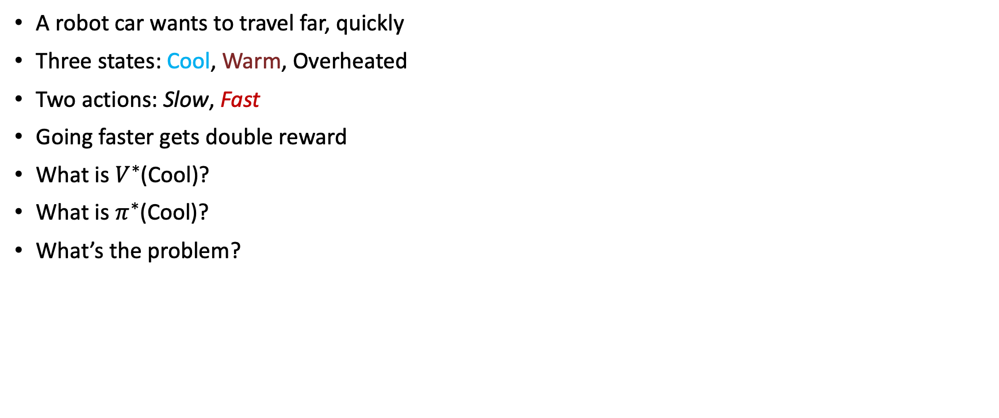 • A robot car wants to travel far, quickly
• Three states: Cool, Warm, Overheated
• Two actions: Slow, Fast
• Going faster gets double reward
• What is V*(Cool)?
• What is π*(Cool)?
• What’s the problem?